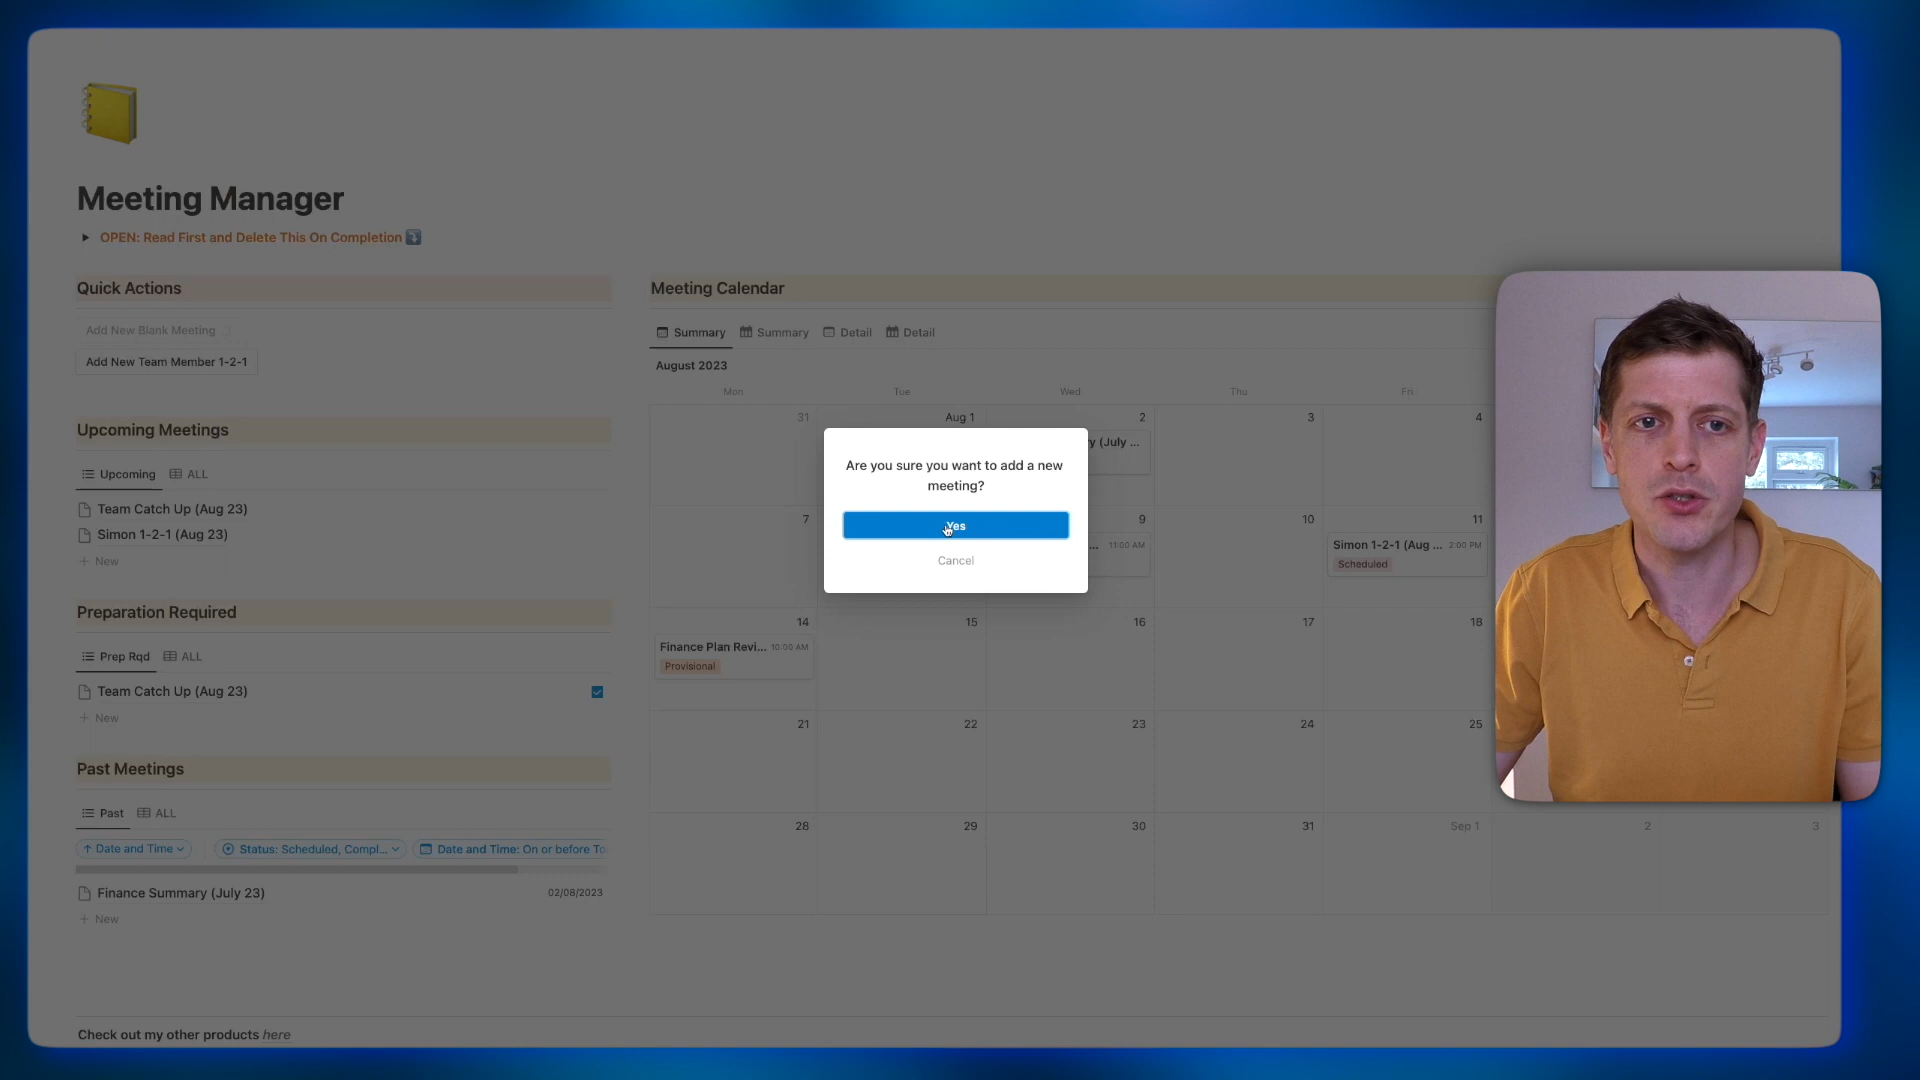 Meeting Manager
OPEN: Read First and Delete This On Completion
Quick Actions
Add New Blank Meeting
Add New Team Member 1-2-1
Upcoming Meetings
Upcoming
ALL
Team Catch Up (Aug 23)
Simon 1-2-1 (Aug 23)
+ New
Preparation Required
Prep Rqd
ALL
Team Catch Up (Aug 23)
+ New
Past Meetings
Past
ALL
Date and Time
Status: Scheduled, Compl...
Date and Time: On or before To
Finance Summary (July 23)
02/08/2023
+ New
Check out my other products here
Meeting Calendar
Summary
Summary
Detail
Detail
August 2023
Mon
Tue
Wed
Thu
Fri
31
Aug 1
2
3
4
y (July ...
7
9
10
11
... 11:00 AM
Simon 1-2-1 (Aug ... 2:00 PM
Scheduled
14
15
16
17
18
Finance Plan Revi... 10:00 AM
Provisional
21
22
23
24
25
28
29
30
31
Sep 1
2
3
Are you sure you want to add a new
meeting?
Yes
Cancel